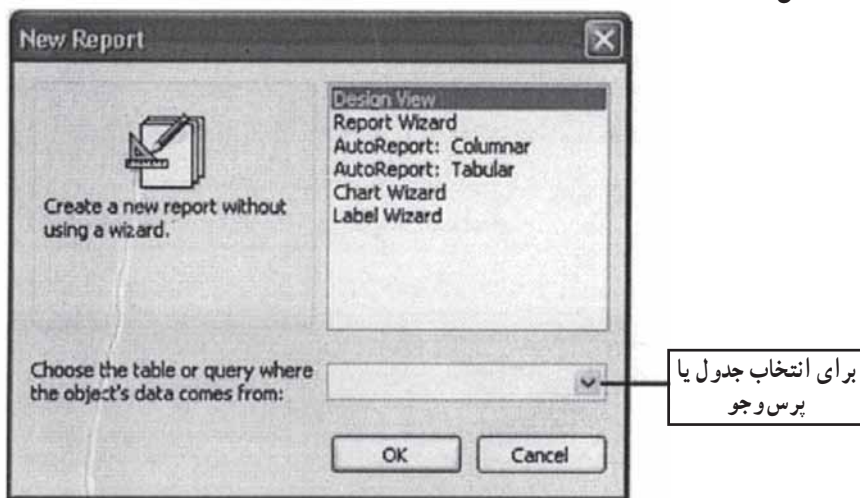 New Report
Design View
Report Wizard
AutoReport: Columnar
AutoReport: Tabular
Chart Wizard
Label Wizard
Create a new report without
using a wizard.
Choose the table or query where
the object's data comes from:
برای انتخاب جدول یا
پرس‌وجو
OK
Cancel